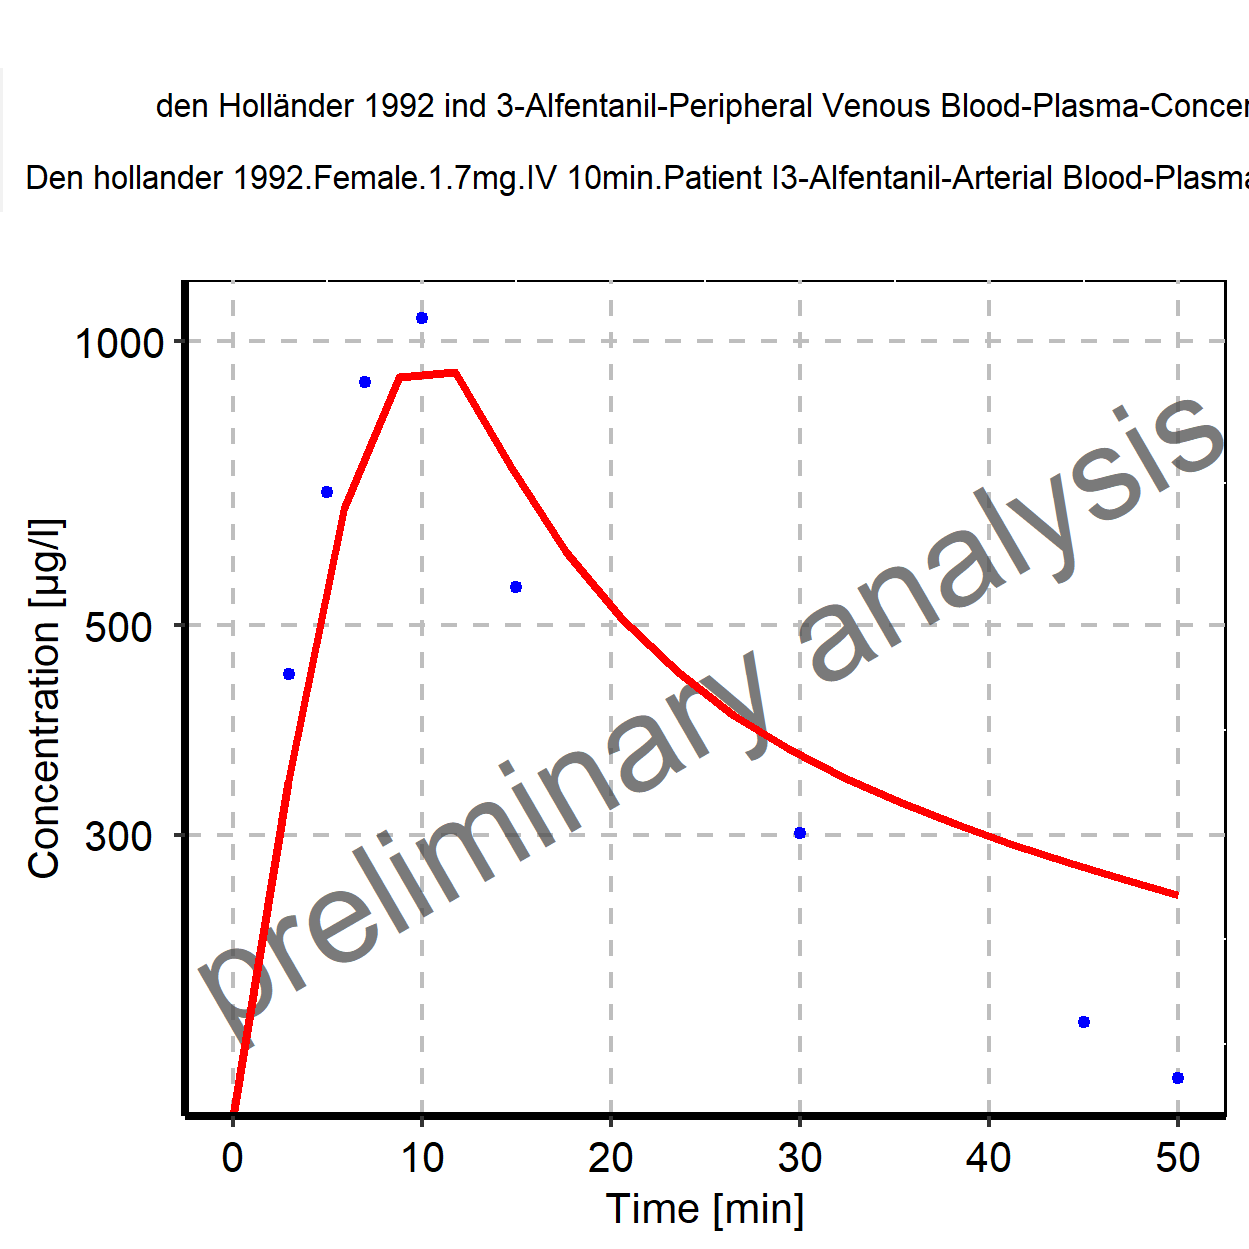 den Holländer 1992 ind 3-Alfentanil-Peripheral Venous Blood-Plasma-Concer
Den hollander 1992.Female.1.7mg.IV 10min.Patient I3-Alfentanil-Arterial Blood-Plasma
1000
500
300
Concentration [µg/l]
preliminary analysis
0 10 20 30 40 50
Time [min]